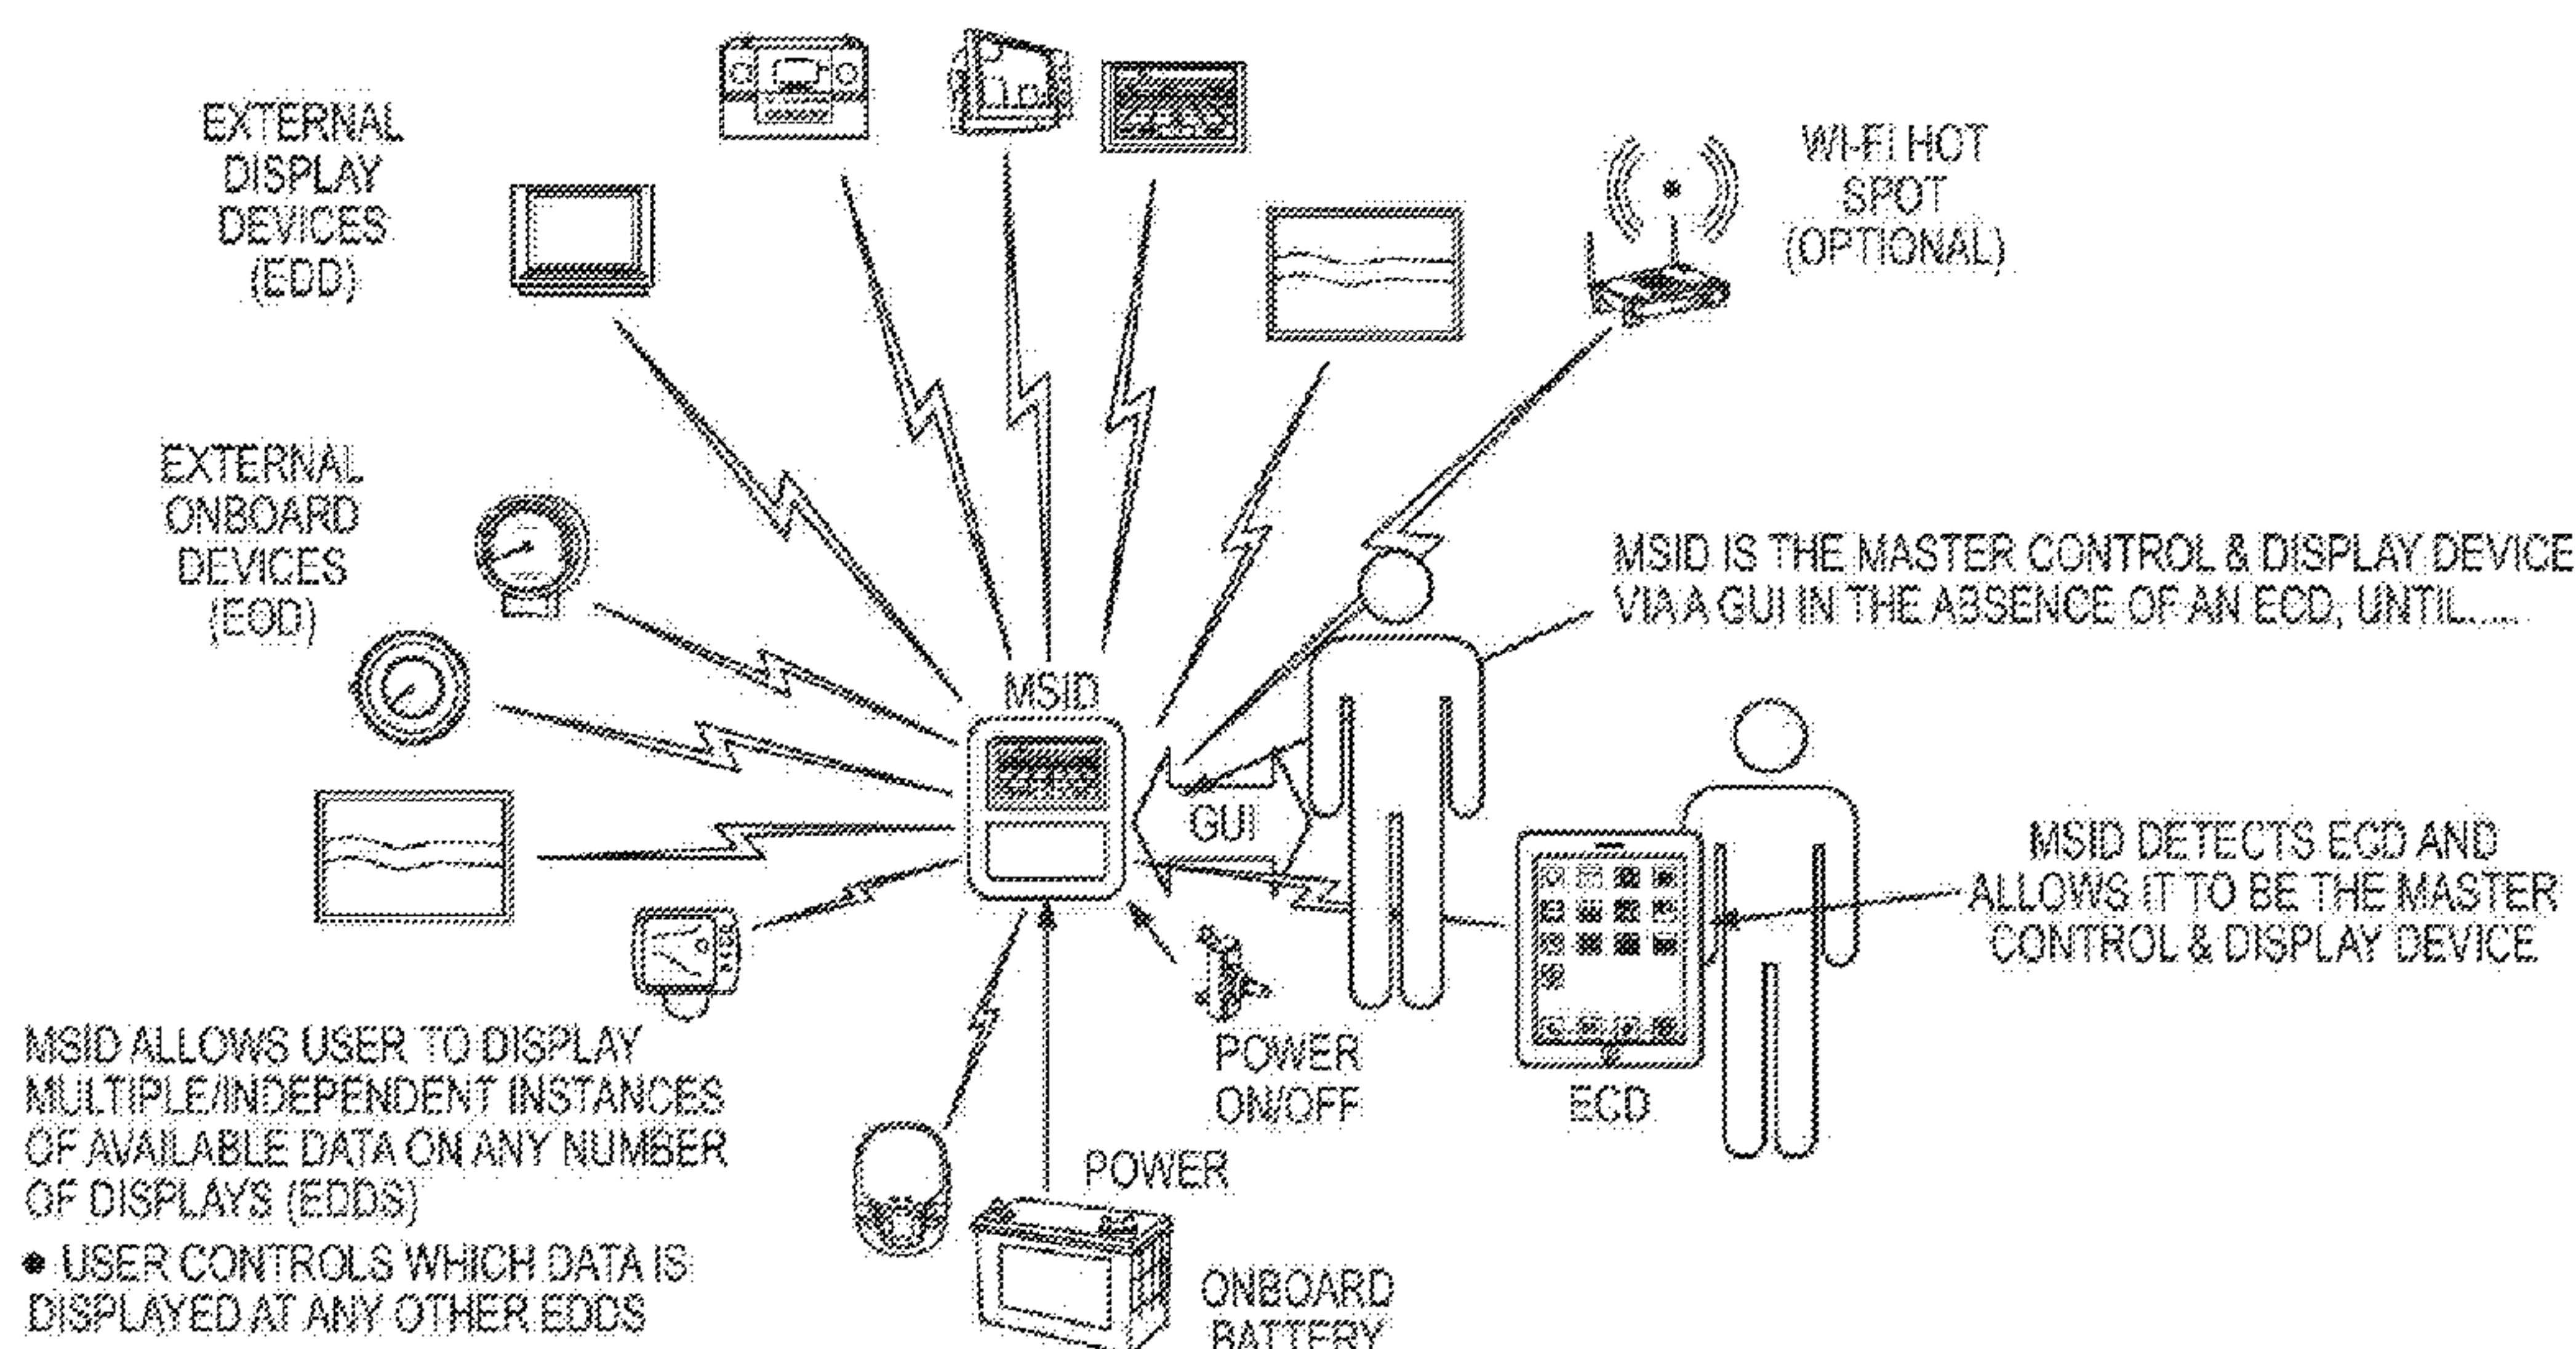 EXTERNAL
DISPLAY
DEVICES
(EDD)
WI-FI HOT
SPOT
(OPTIONAL)
EXTERNAL
ONBOARD
DEVICES
(EOD)
MSID IS THE MASTER CONTROL & DISPLAY DEVICE
VIA A GUI IN THE ABSENCE OF AN ECD, UNTIL.....
MSID
GUI
MSID DETECTS ECD AND
ALLOWS IT TO BE THE MASTER
CONTROL & DISPLAY DEVICE
POWER
ON/OFF
ECD
MSID ALLOWS USER TO DISPLAY
MULTIPLE/INDEPENDENT INSTANCES
OF AVAILABLE DATA ON ANY NUMBER
OF DISPLAYS (EDDS)
• USER CONTROLS WHICH DATA IS
DISPLAYED AT ANY OTHER EDDS
POWER
ONBOARD
BATTERY